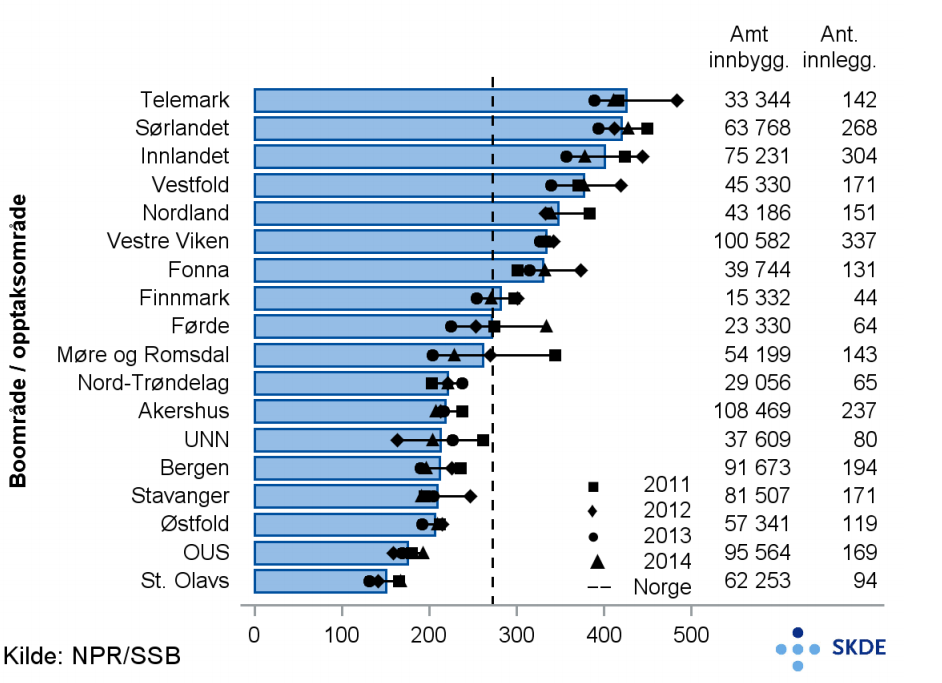 Amt Ant.
innbygg. innlegg.
Telemark 33 344 142
Sørlandet 63 768 268
Innlandet 75 231 304
Vestfold 45 330 171
Nordland 43 186 151
Vestre Viken 100 582 337
Fonna 39 744 131
Finnmark 15 332 44
Førde 23 330 64
Møre og Romsdal 54 199 143
Nord-Trøndelag 29 056 65
Akershus 108 469 237
UNN 37 609 80
Bergen 91 673 194
Stavanger 81 507 171
Østfold 57 341 119
OUS 95 564 169
St. Olavs 62 253 94
Boområde / opptaksområde
2011
2012
2013
2014
Norge
0 100 200 300 400 500
Kilde: NPR/SSB
SKDE